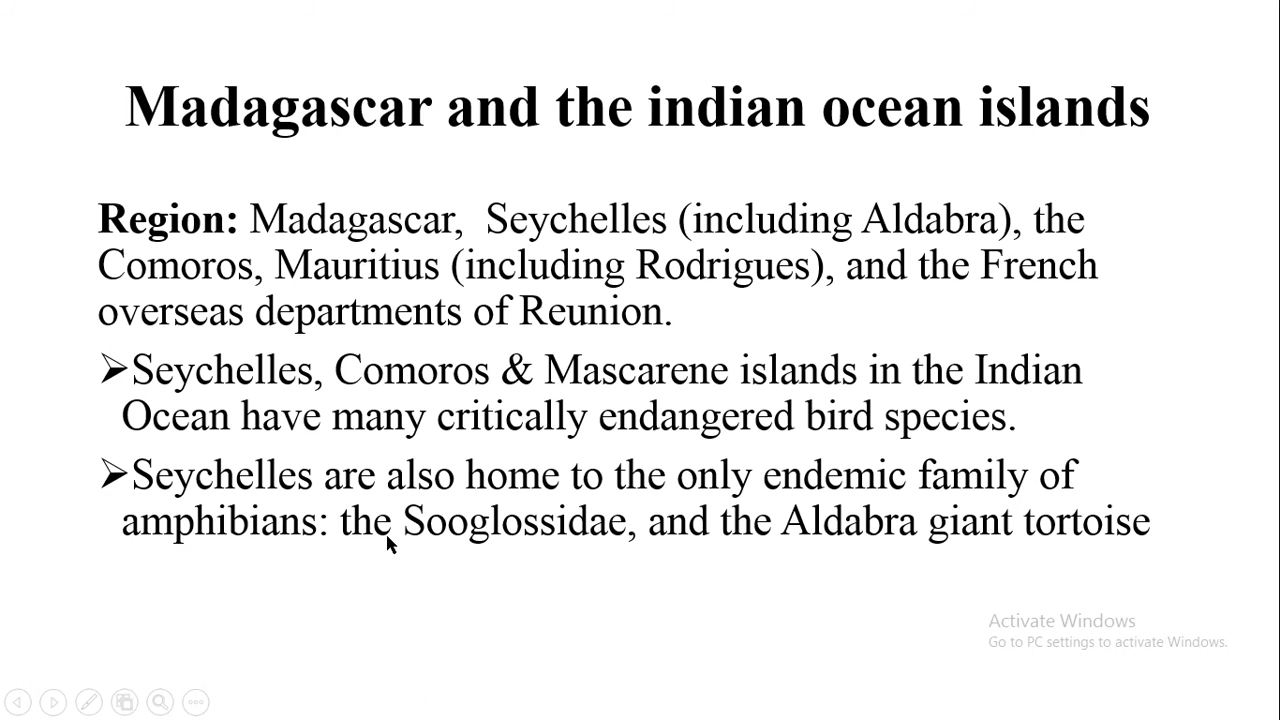 Madagascar and the indian ocean islands
Region: Madagascar,  Seychelles (including Aldabra), the
Comoros, Mauritius (including Rodrigues), and the French
overseas departments of Reunion.
➢Seychelles, Comoros & Mascarene islands in the Indian
Ocean have many critically endangered bird species.
➢Seychelles are also home to the only endemic family of
amphibians: the Sooglossidae, and the Aldabra giant tortoise
Activate Windows
Go to PC settings to activate Windows.